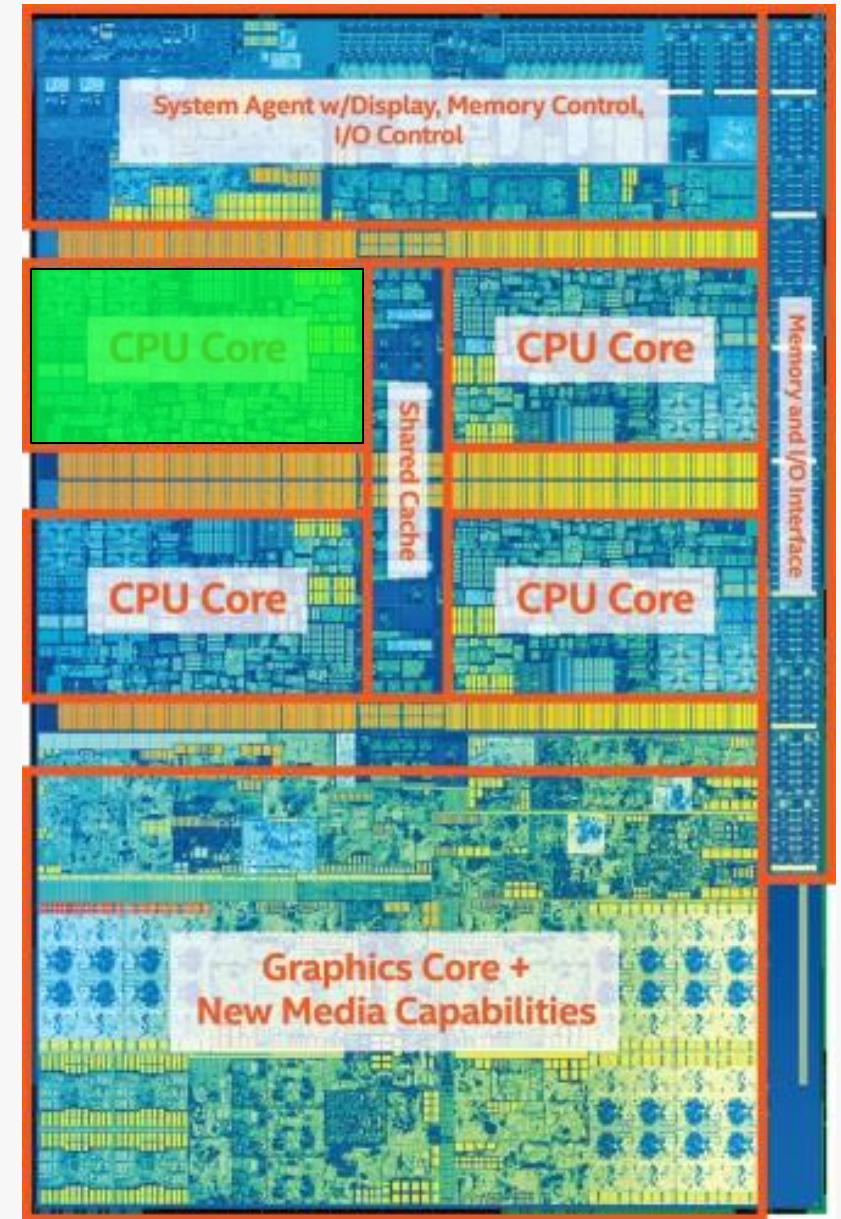 System Agent w/Display, Memory Control,
I/O Control
CPU Core
CPU Core
Shared Cache
Memory and I/O Interface
CPU Core
CPU Core
Graphics Core +
New Media Capabilities